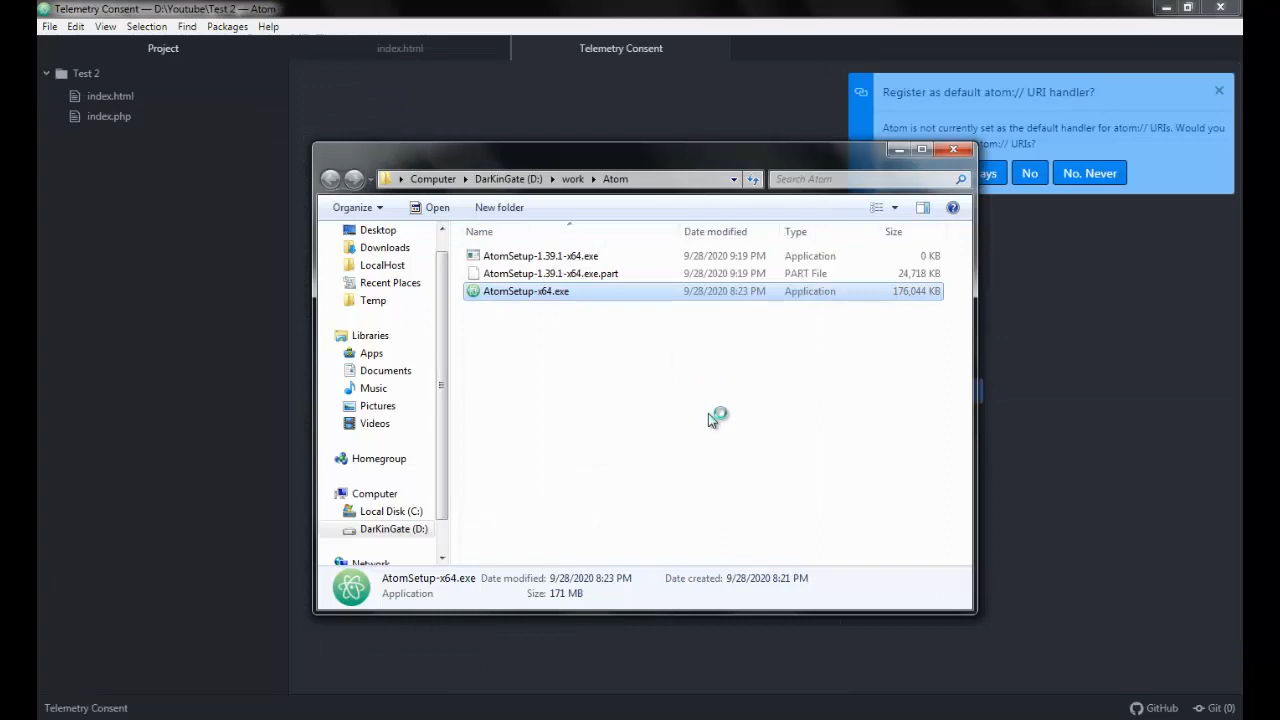 Telemetry Consent — D:\Youtube\Test 2 — Atom
File Edit View Selection Find Packages Help
Project index.html Telemetry Consent
Test 2
index.html
index.php
Register as default atom:// URI handler?
Atom is not currently set as the default handler for atom:// URIs. Would you
atom:// URIs?
ays No No, Never
Computer DarKinGate (D:) work Atom Search Atom
Organize Open New folder
Name Date modified Type Size
AtomSetup-1.39.1-x64.exe 9/28/2020 9:19 PM Application 0 KB
AtomSetup-1.39.1-x64.exe.part 9/28/2020 9:19 PM PART File 24,718 KB
AtomSetup-x64.exe 9/28/2020 8:23 PM Application 176,044 KB
Desktop
Downloads
LocalHost
Recent Places
Temp
Libraries
Apps
Documents
Music
Pictures
Videos
Homegroup
Computer
Local Disk (C:)
DarKinGate (D:)
Network
AtomSetup-x64.exe Date modified: 9/28/2020 8:23 PM Date created: 9/28/2020 8:21 PM
Application Size: 171 MB
Telemetry Consent GitHub Git (0)